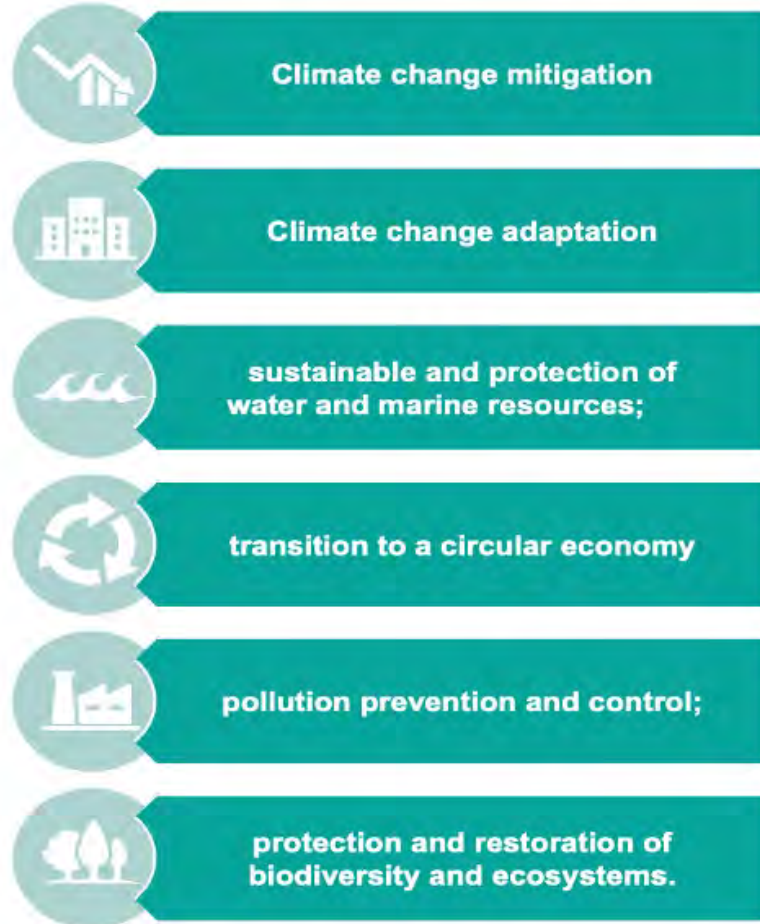 Climate change mitigation
Climate change adaptation
sustainable and protection of
water and marine resources;
transition to a circular economy
pollution prevention and control;
protection and restoration of
biodiversity and ecosystems.